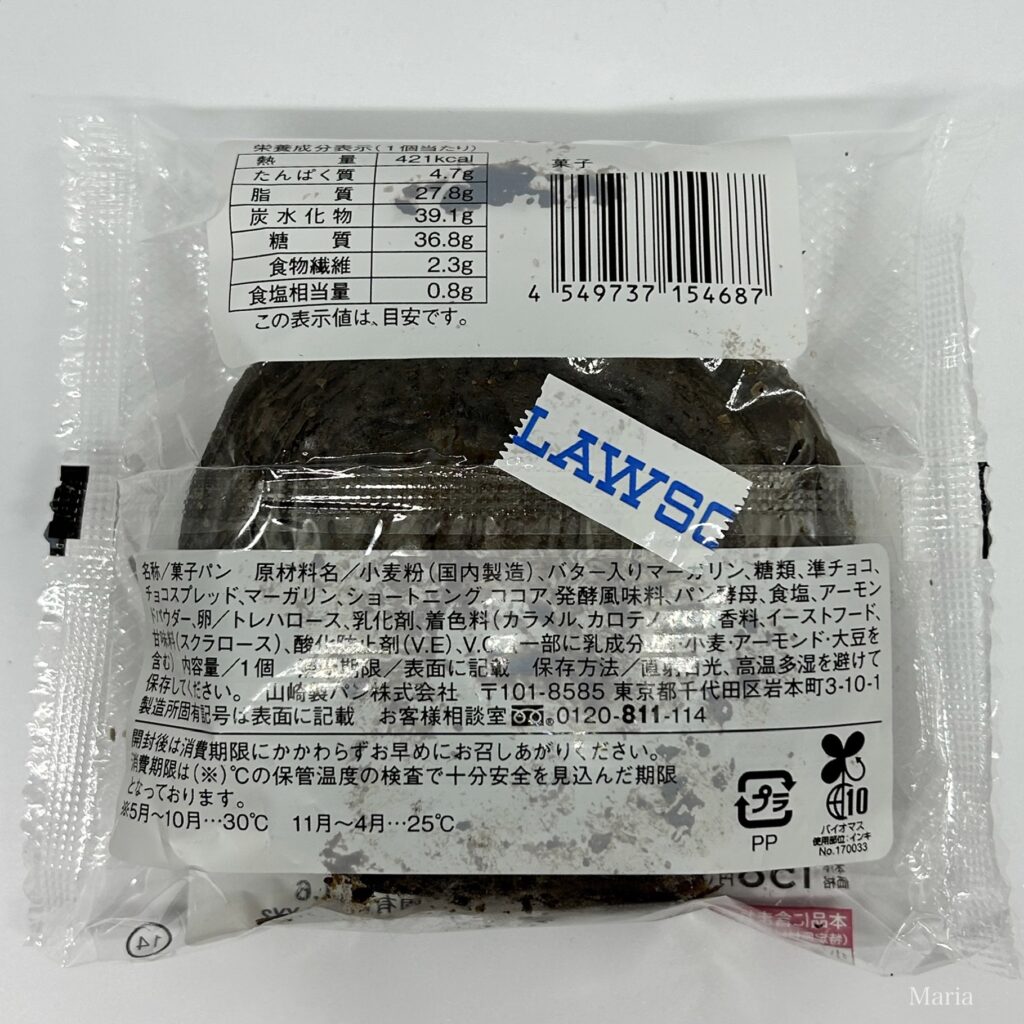 栄養成分表示(1個当たり)
熱量 421kcal
たんぱく質 4.7g
脂質 27.8g
炭水化物 39.1g
糖質 36.8g
食物繊維 2.3g
食塩相当量 0.8g
この表示値は、目安です。
菓子
4 549737 154687
LAWSO
名称/菓子パン 原材料名/小麦粉(国内製造)、バター入りマーガリン、糖類、準チョコ、
チョコスプレッド、マーガリン、ショートニング、ココア、発酵風味料、パン酵母、食塩、アーモン
ドパウダー、卵/トレハロース、乳化剤、着色料(カラメル、カロテノ 香料、イーストフード、
甘味料(スクラロース)、酸化防止剤(V.E)、V.C 一部に乳成分 小麦・アーモンド・大豆を
含む) 内容量/1個 期限/表面に記載 保存方法/直射日光、高温多湿を避けて
保存してください。 山崎製パン株式会社 〒101-8585 東京都千代田区岩本町3-10-1
製造所固有記号は表面に記載 お客様相談室 0120-811-114
開封後は消費期限にかかわらずお早めにお召しあがりください。
消費期限は(※)℃の保管温度の検査で十分安全を見込んだ期限
となっております。
※5月~10月…30℃ 11月~4月…25℃
プラ
PP
10
バイオマス
使用部位:インキ
No.170033
14
Maria